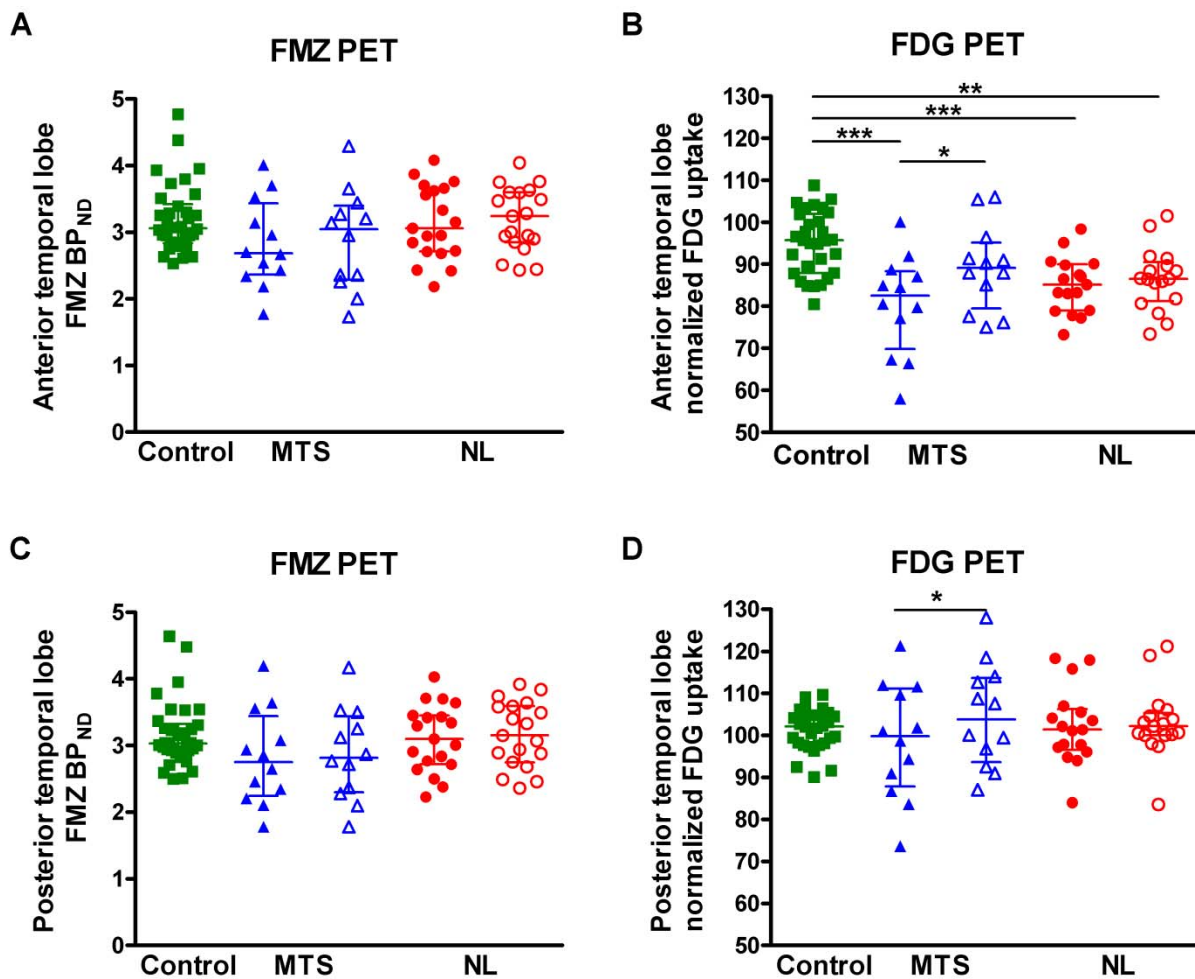 A
FMZ PET
Anterior temporal lobe
FMZ BP_ND
5
4
3
2
1
0
Control MTS NL
B
FDG PET
Anterior temporal lobe
normalized FDG uptake
130
120
110
100
90
80
70
60
50
**
***
***
*
Control MTS NL
C
FMZ PET
Posterior temporal lobe
FMZ BP_ND
5
4
3
2
1
0
Control MTS NL
D
FDG PET
Posterior temporal lobe
normalized FDG uptake
130
120
110
100
90
80
70
60
50
*
Control MTS NL